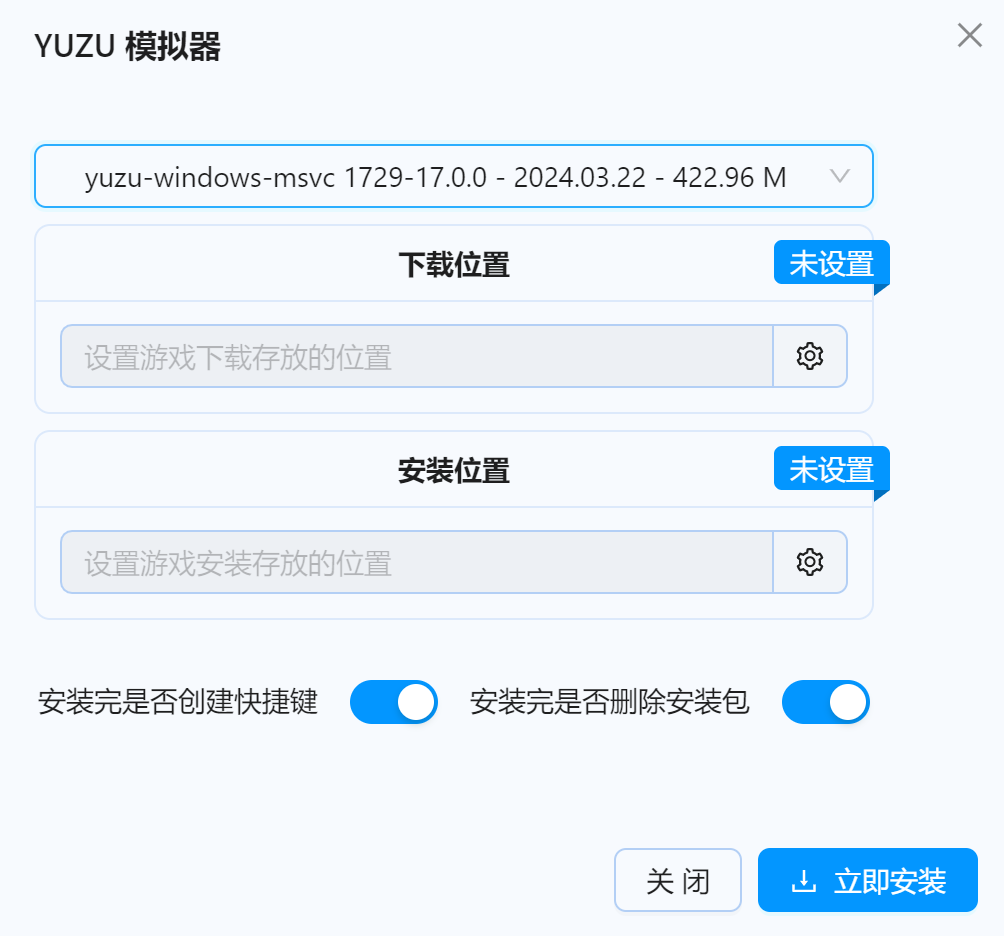 YUZU 模拟器
yuzu-windows-msvc 1729-17.0.0 - 2024.03.22 - 422.96 M
下载位置
未设置
设置游戏下载存放的位置
安装位置
未设置
设置游戏安装存放的位置
安装完是否创建快捷键 安装完是否删除安装包
关 闭 立即安装